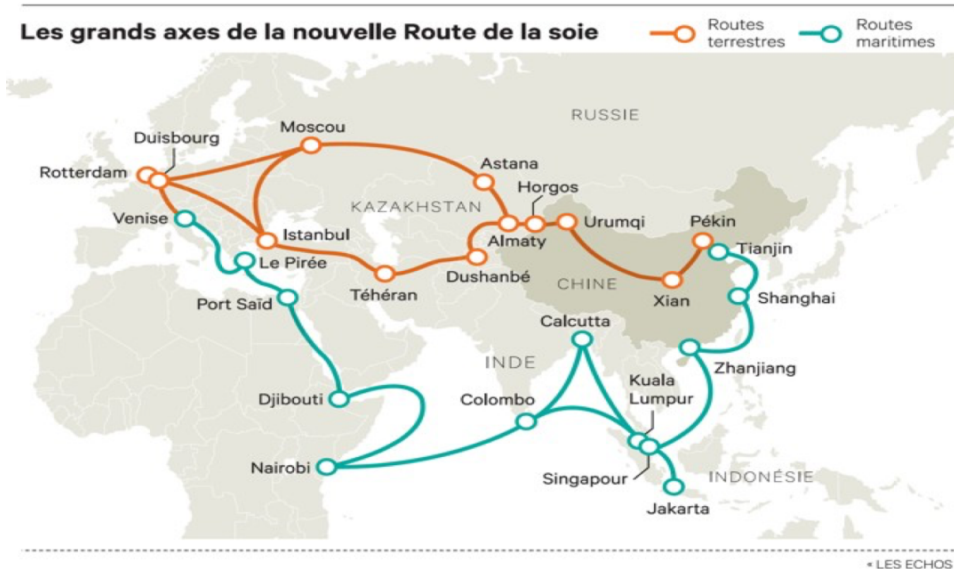 Les grands axes de la nouvelle Route de la soie
Routes
terrestres
Routes
maritimes
RUSSIE
Moscou
Duisbourg
Rotterdam
Astana
Horgos
KAZAKHSTAN
Venise
Urumqi
Pékin
Istanbul
Almaty
Tianjin
Le Pirée
Dushanbé
CHINE
Téhéran
Xian
Shanghai
Port Saïd
Calcutta
INDE
Zhanjiang
Kuala
Lumpur
Djibouti
Colombo
Nairobi
Singapour
INDONÉSIE
Jakarta
* LES ECHOS